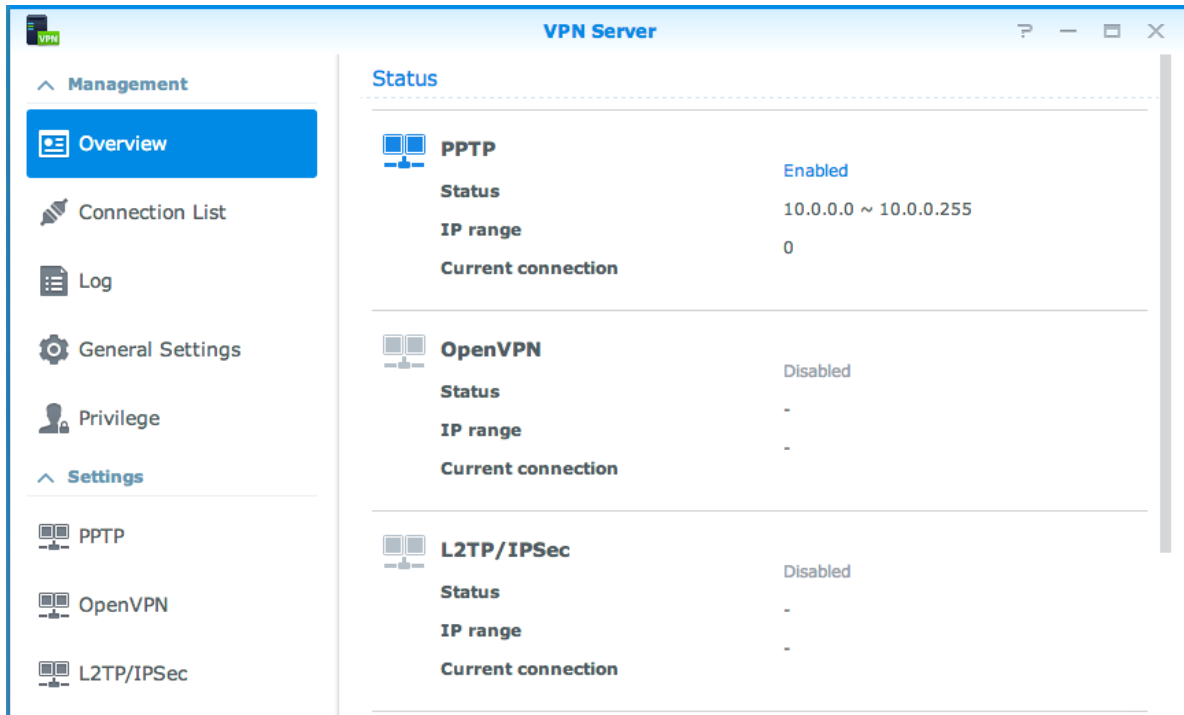 VPN
VPN Server
Management
Overview
Connection List
Log
General Settings
Privilege
Settings
PPTP
OpenVPN
L2TP/IPSec
Status
PPTP
Status Enabled
IP range 10.0.0.0 ~ 10.0.0.255
Current connection 0
OpenVPN
Status Disabled
IP range -
Current connection -
L2TP/IPSec
Status Disabled
IP range -
Current connection -